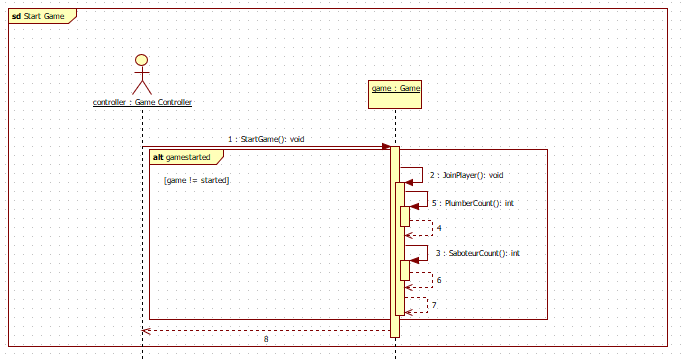 sd Start Game
controller : Game Controller
game : Game
1 : StartGame(): void
alt gamestarted
[game != started]
2 : JoinPlayer(): void
5 : PlumberCount(): int
4
3 : SaboteurCount(): int
6
7
8